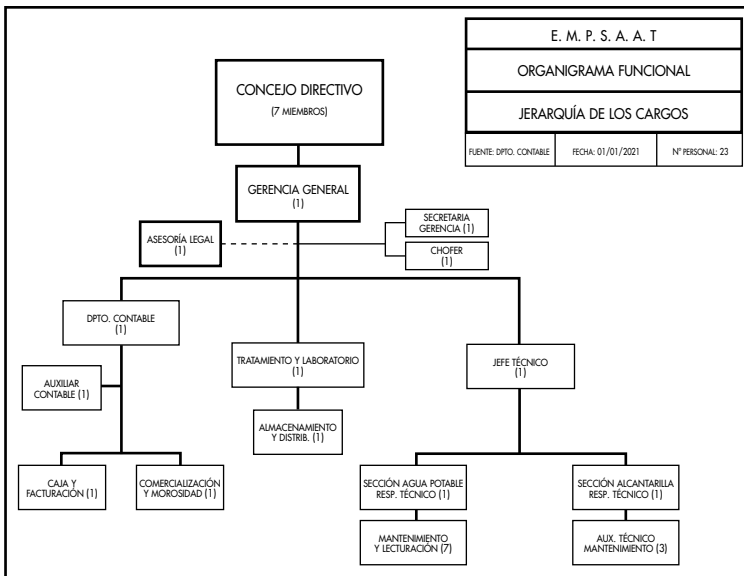 E. M. P. S. A. A. T
ORGANIGRAMA FUNCIONAL
JERARQUÍA DE LOS CARGOS
FUENTE: DPTO. CONTABLE
FECHA: 01/01/2021
N° PERSONAL: 23
CONCEJO DIRECTIVO
(7 MIEMBROS)
GERENCIA GENERAL
(1)
ASESORÍA LEGAL
(1)
SECRETARIA
GERENCIA (1)
CHOFER
(1)
DPTO. CONTABLE
(1)
TRATAMIENTO Y LABORATORIO
(1)
JEFE TÉCNICO
(1)
AUXILIAR
CONTABLE (1)
ALMACENAMIENTO
Y DISTRIB. (1)
CAJA Y
FACTURACIÓN (1)
COMERCIALIZACIÓN
Y MOROSIDAD (1)
SECCIÓN AGUA POTABLE
RESP. TÉCNICO (1)
SECCIÓN ALCANTARILLA
RESP. TÉCNICO (1)
MANTENIMIENTO
Y LECTURACIÓN (7)
AUX. TÉCNICO
MANTENIMIENTO (3)